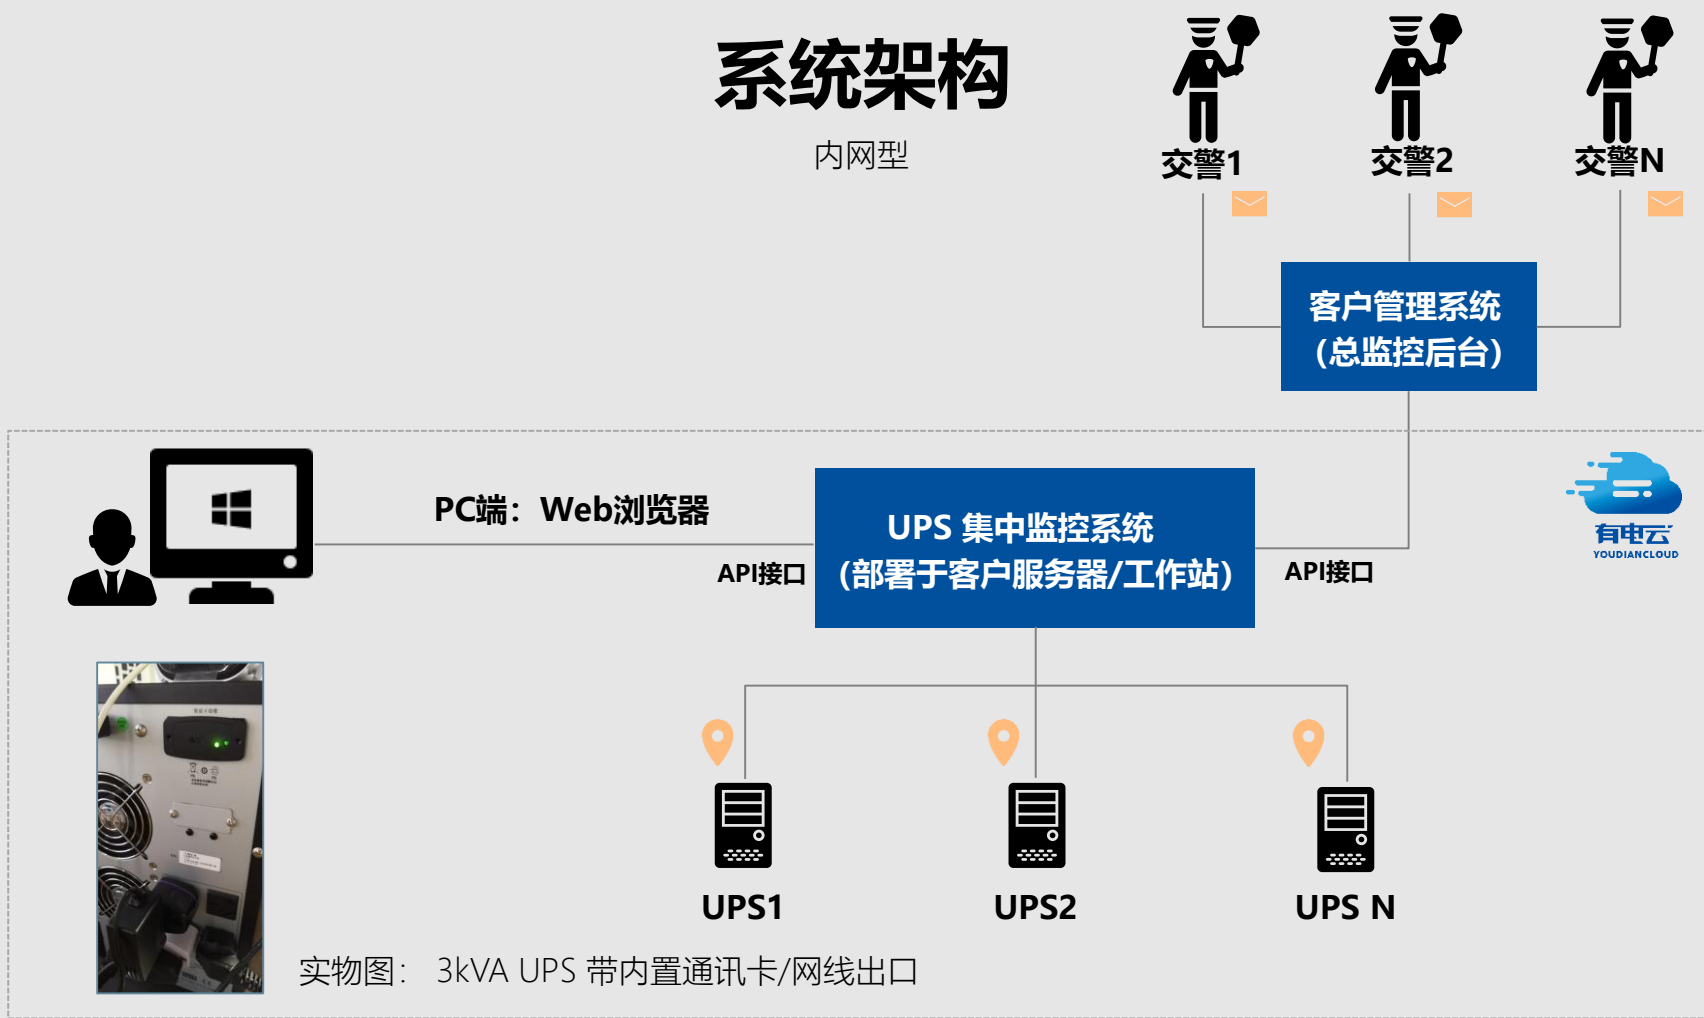 系统架构
内网型
交警1
交警2
交警N
客户管理系统
（总监控后台）
PC端：Web浏览器
API接口
UPS 集中监控系统
（部署于客户服务器/工作站）
API接口
有电云
YOUDIANCLOUD
UPS1
UPS2
UPS N
实物图： 3kVA UPS 带内置通讯卡/网线出口